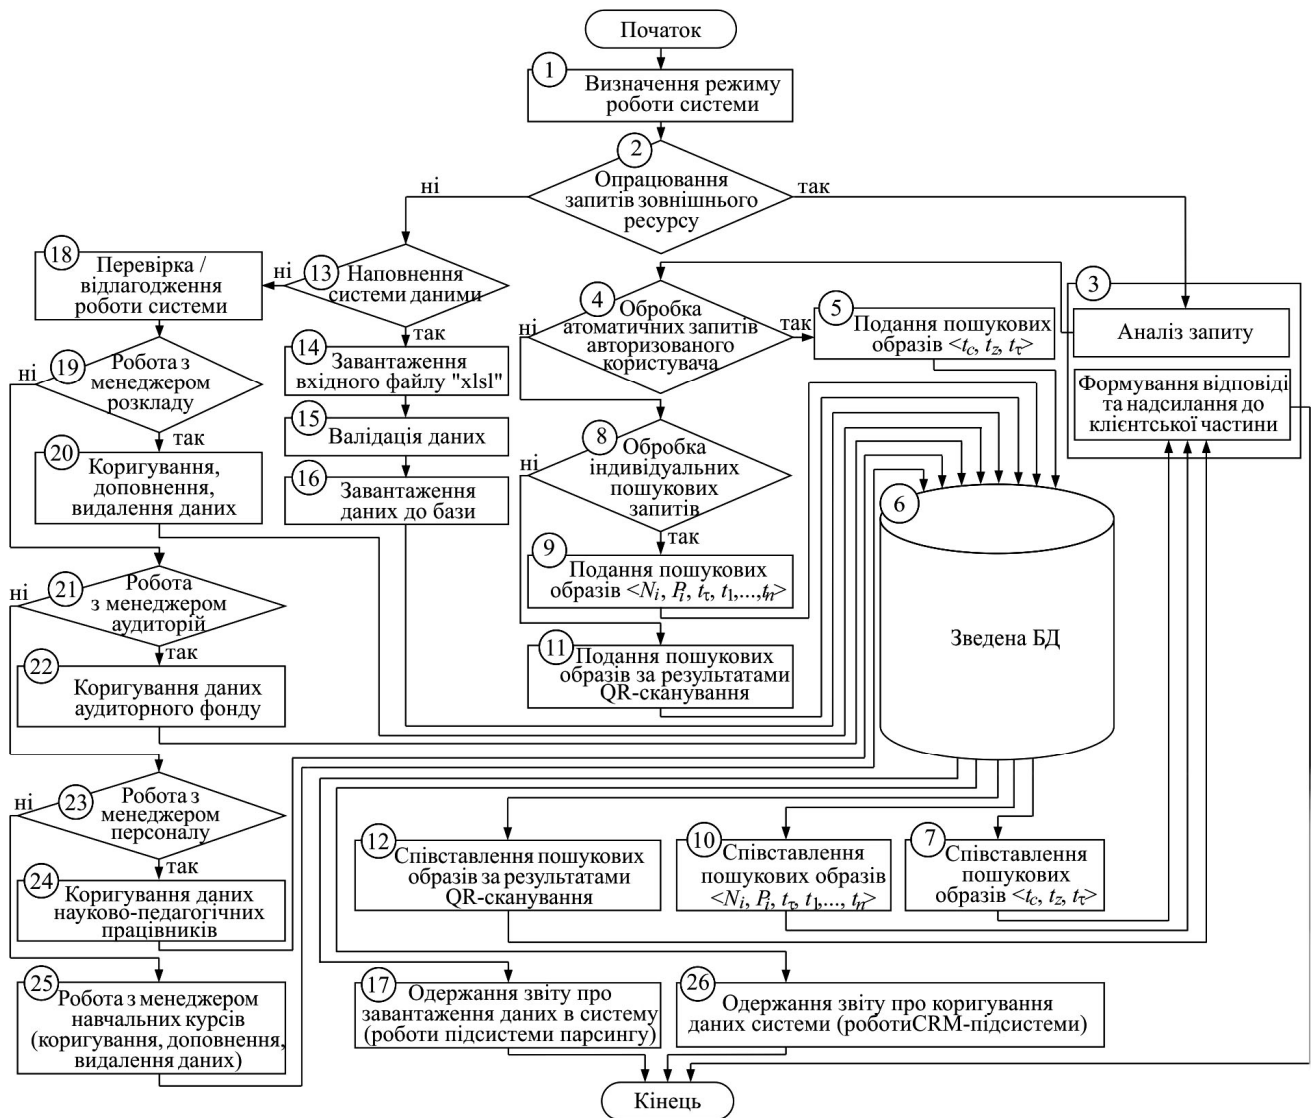 Початок
1
Визначення режиму
роботи системи
2
Опрацювання
запитів зовнішнього
ресурсу
ні
так
18
Перевірка /
відлагодження
роботи системи
ні
13
Наповнення
системи даними
так
4
Обробка
атоматичних запитів
авторизованого
користувача
ні
так
5
Подання пошукових
образів <tc, tz, tτ>
3
Аналіз запиту
Формування відповіді
та надсилання до
клієнтської частини
14
Завантаження
вхідного файлу "xlsl"
19
Робота з
менеджером
розкладу
ні
так
15
Валідація даних
8
Обробка
індивідуальних
пошукових
запитів
ні
так
20
Коригування,
доповнення,
видалення даних
16
Завантаження
даних до бази
6
Зведена БД
9
Подання пошукових
образів <Ni, Pi, tτ, t1,...,tn>
21
Робота
з менеджером
аудиторій
ні
так
11
Подання пошукових
образів за результатами
QR-сканування
22
Коригування даних
аудиторного фонду
23
Робота з
менеджером
персоналу
ні
так
12
Співставлення пошукових
образів за результатами
QR-сканування
10
Співставлення
пошукових образів
<Ni, Pi, tτ, t1,..., tn>
7
Співставлення
пошукових
образів <tc, tz, tτ>
24
Коригування даних
науково-педагогічних
працівників
25
Робота з менеджером
навчальних курсів
(коригування, доповнення,
видалення даних)
17
Одержання звіту про
завантаження даних в систему
(роботи підсистеми парсингу)
26
Одержання звіту про коригування
даних системи (роботиCRM-підсистеми)
Кінець